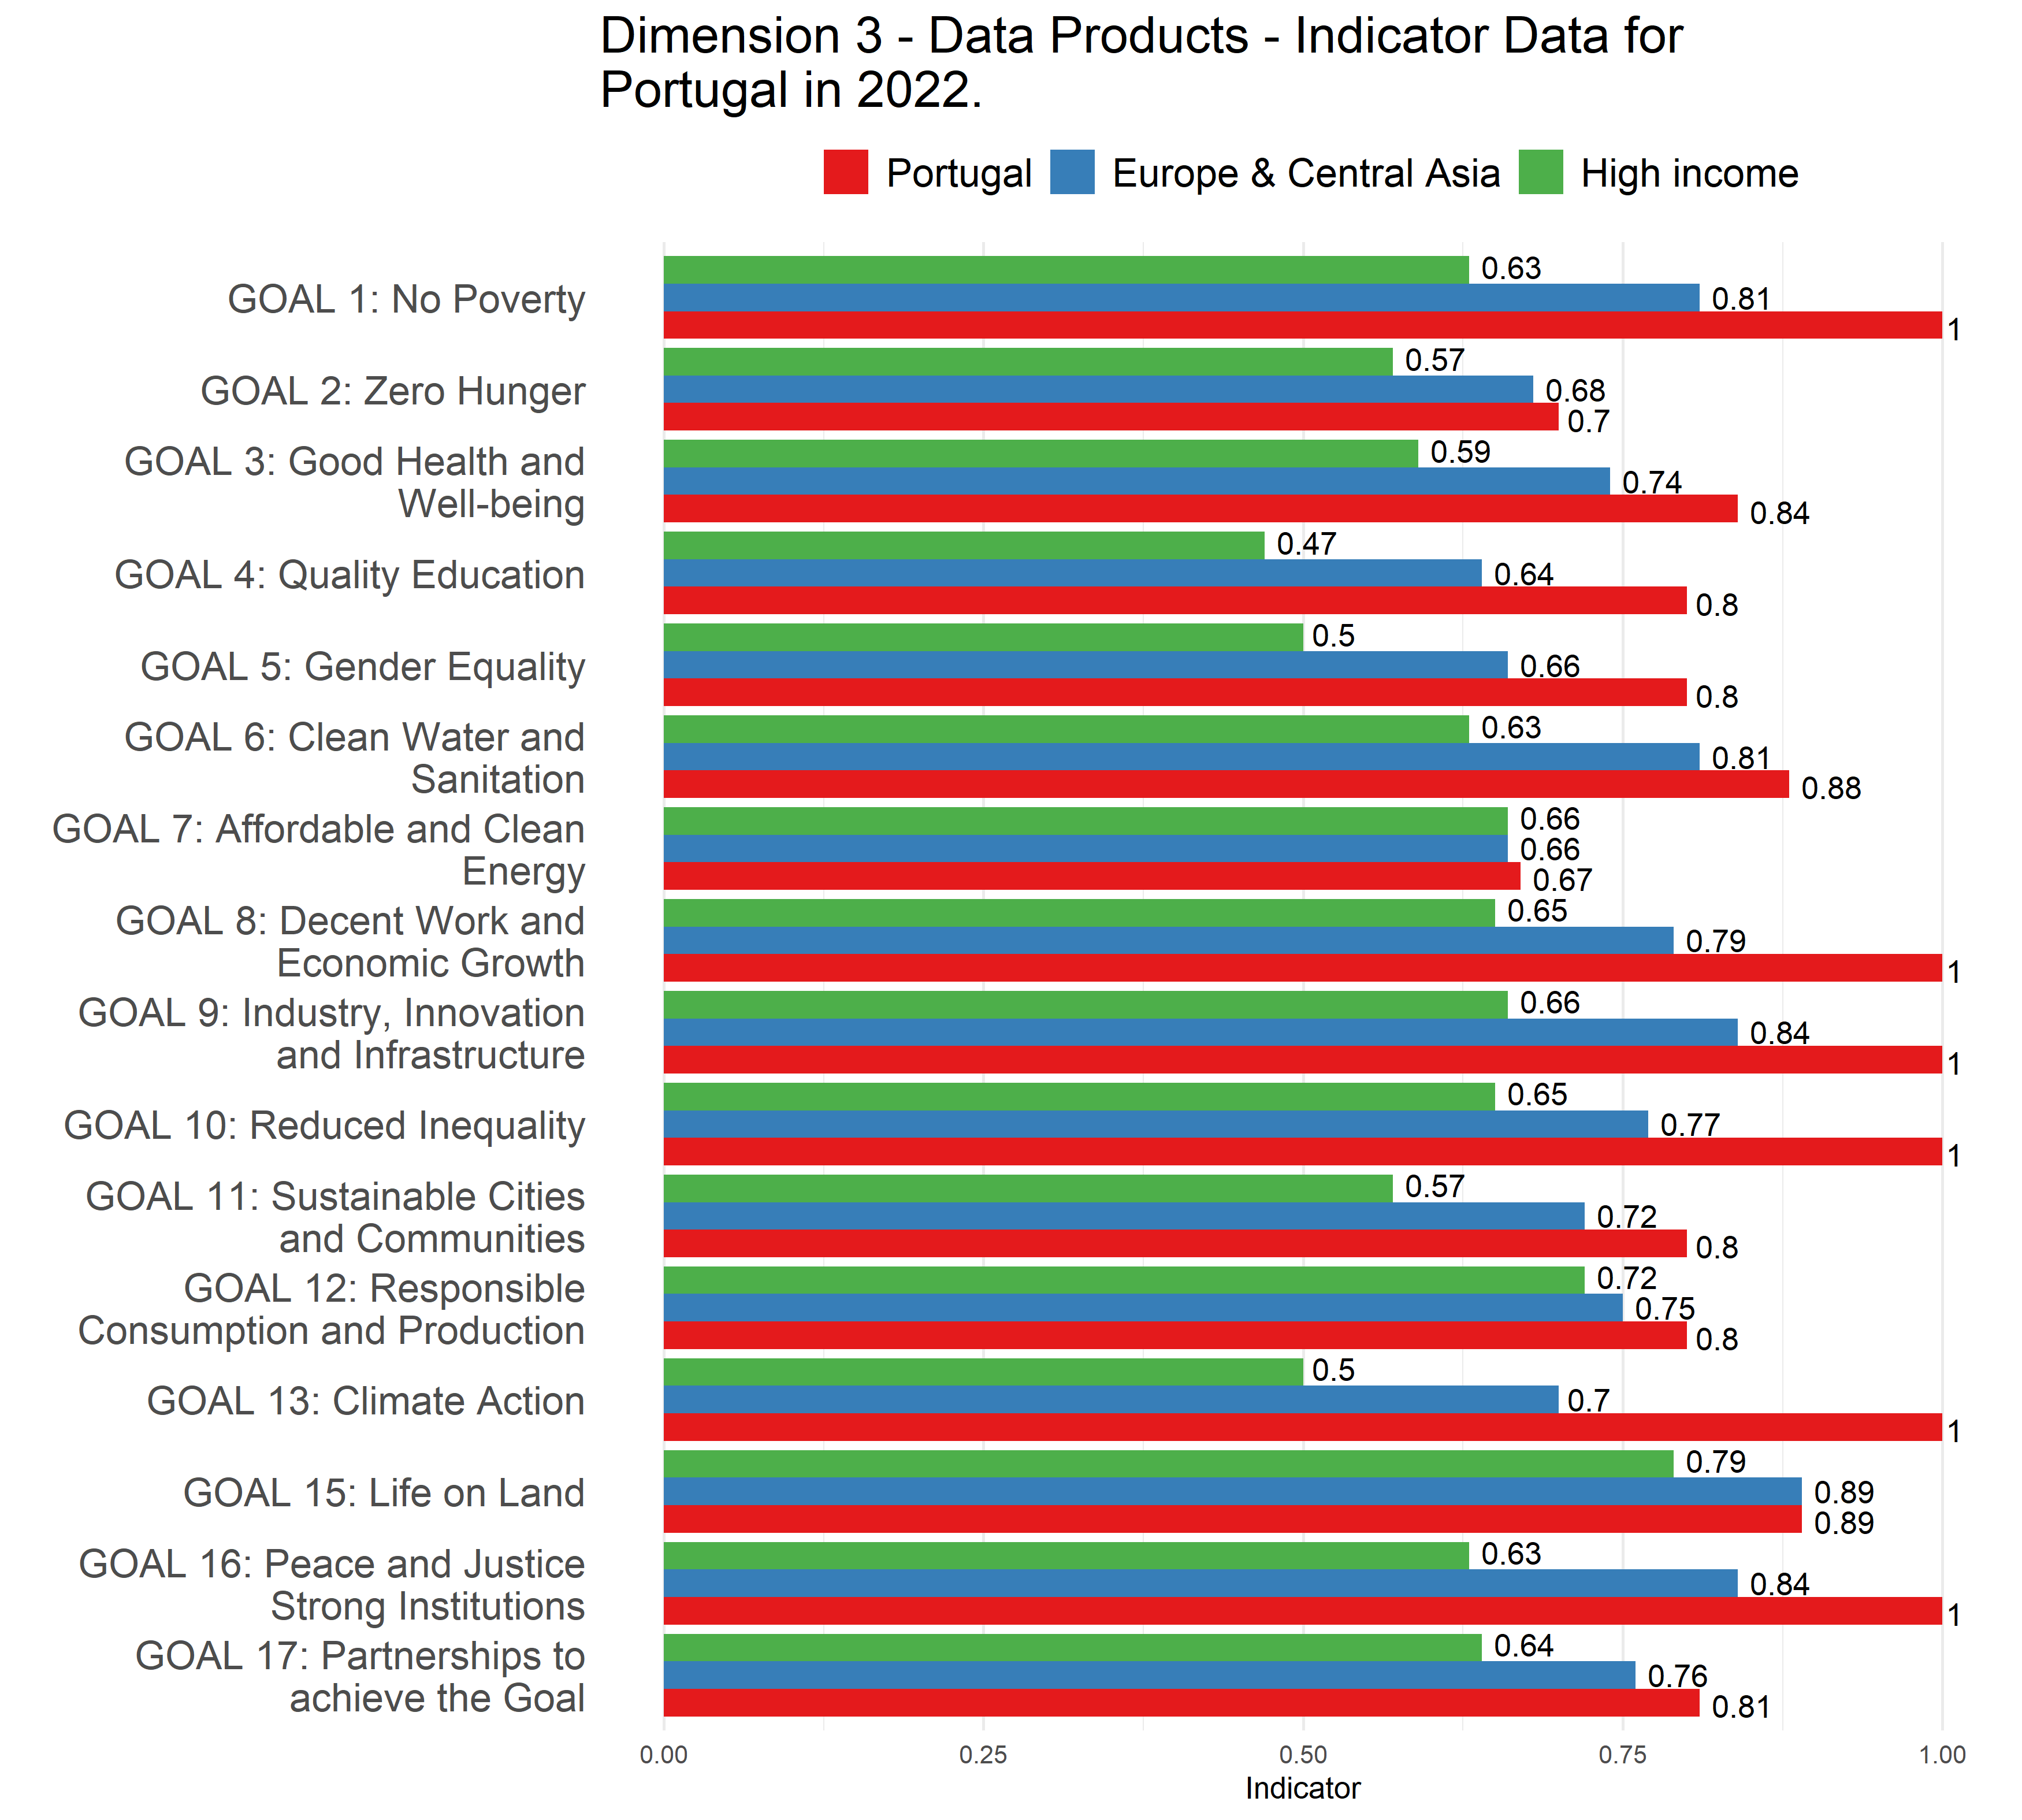 Dimension 3 - Data Products - Indicator Data for
Portugal in 2022.
Portugal
Europe & Central Asia
High income
GOAL 1: No Poverty
0.63
0.81
1
GOAL 2: Zero Hunger
0.57
0.68
0.7
GOAL 3: Good Health and
Well-being
0.59
0.74
0.84
GOAL 4: Quality Education
0.47
0.64
0.8
GOAL 5: Gender Equality
0.5
0.66
0.8
GOAL 6: Clean Water and
Sanitation
0.63
0.81
0.88
GOAL 7: Affordable and Clean
Energy
0.66
0.66
0.67
GOAL 8: Decent Work and
Economic Growth
0.65
0.79
1
GOAL 9: Industry, Innovation
and Infrastructure
0.66
0.84
1
GOAL 10: Reduced Inequality
0.65
0.77
1
GOAL 11: Sustainable Cities
and Communities
0.57
0.72
0.8
GOAL 12: Responsible
Consumption and Production
0.72
0.75
0.8
GOAL 13: Climate Action
0.5
0.7
1
GOAL 15: Life on Land
0.79
0.89
0.89
GOAL 16: Peace and Justice
Strong Institutions
0.63
0.84
1
GOAL 17: Partnerships to
achieve the Goal
0.64
0.76
0.81
0.00 0.25 0.50 0.75 1.00
Indicator